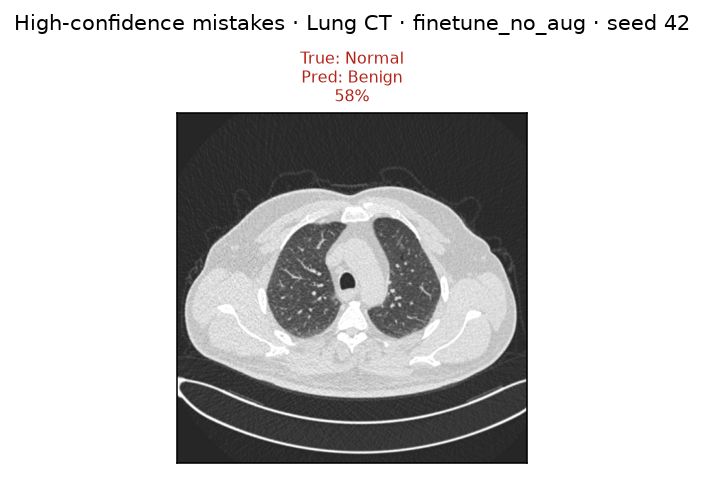 High-confidence mistakes · Lung CT · finetune_no_aug · seed 42
True: Normal
Pred: Benign
58%